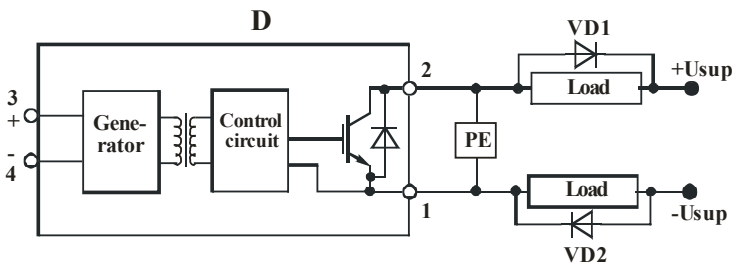 D
VD1
2
+Usup
Load
3
+
Gene-
rator
Control
circuit
PE
-
4
1
Load
-Usup
VD2